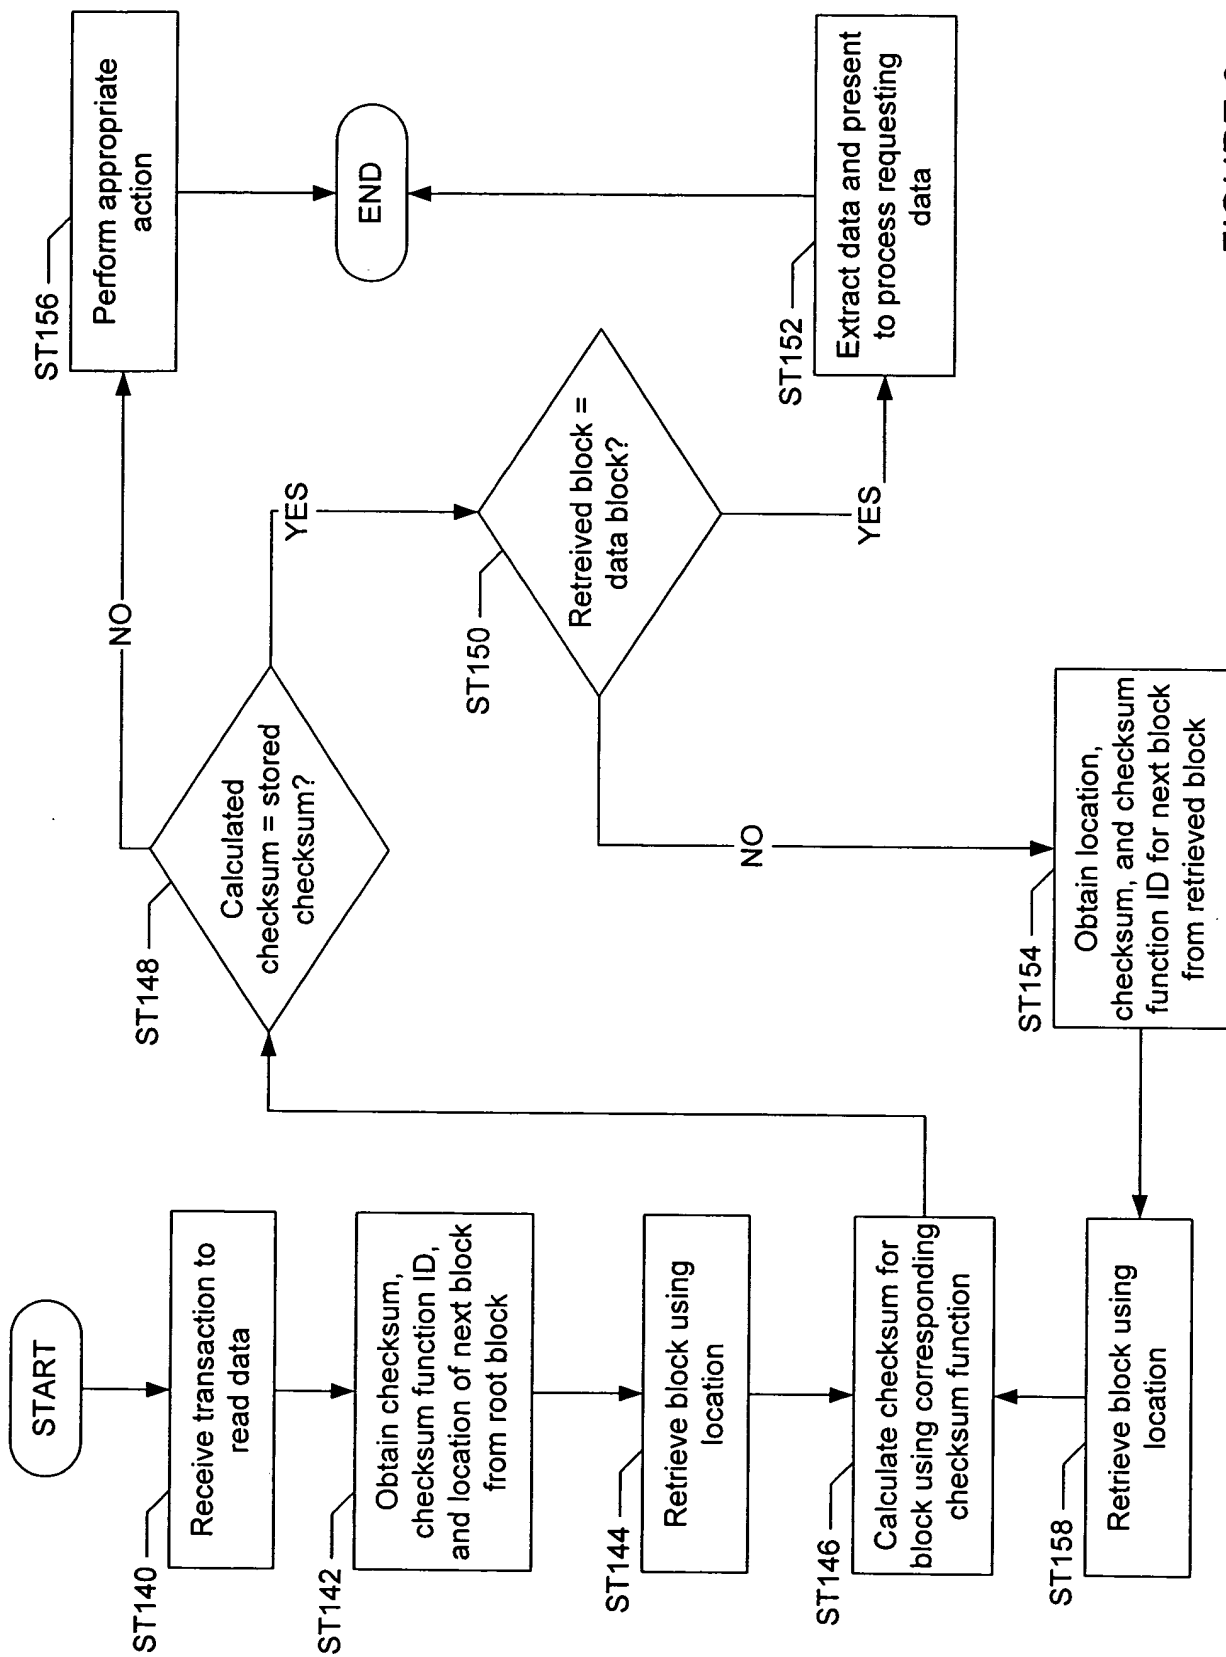 START
ST140
Receive transaction to
read data
ST142
Obtain checksum,
checksum function ID,
and location of next block
from root block
ST144
Retrieve block using
location
ST146
Calculate checksum for
block using corresponding
checksum function
ST158
Retrieve block using
location
ST148
Calculated
checksum = stored
checksum?
NO
YES
ST150
Retreived block =
data block?
NO
YES
ST154
Obtain location,
checksum, and checksum
function ID for next block
from retrieved block
ST156
Perform appropriate
action
END
ST152
Extract data and present
to process requesting
data